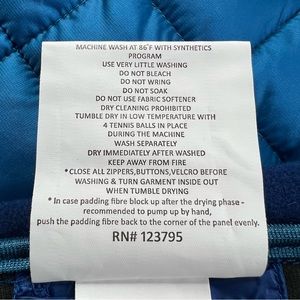 MACHINE WASH AT 86°F WITH SYNTHETICS
PROGRAM
USE VERY LITTLE WASHING
DO NOT BLEACH
DO NOT WRING
DO NOT SOAK
DO NOT USE FABRIC SOFTENER
DRY CLEANING PROHIBITED
TUMBLE DRY IN LOW TEMPERATURE WITH
4 TENNIS BALLS IN PLACE
DURING THE MACHINE
WASH SEPARATELY
DRY IMMEDIATELY AFTER WASHED
KEEP AWAY FROM FIRE
*CLOSE ALL ZIPPERS,BUTTONS,VELCRO BEFORE
WASHING & TURN GARMENT INSIDE OUT
WHEN TUMBLE DRYING
* In case padding fibre block up after the drying phase -
recommended to pump up by hand,
push the padding fibre back to the corner of the panel evenly.
RN# 123795